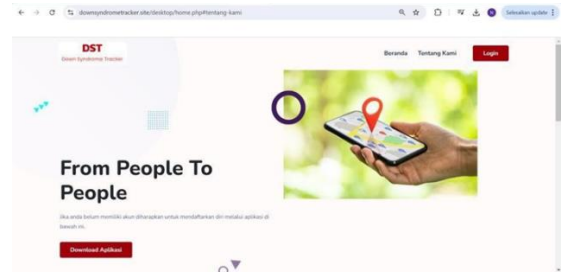 downsyndrometracker.site/desktop/home.php#tentang-kami
Selesaikan update
DST
Down Syndrome Tracker
Beranda
Tentang Kami
Login
From People To
People
Jika anda belum memiliki akun diharapkan untuk mendaftarkan diri melalui aplikasi di
bawah ini.
Download Aplikasi